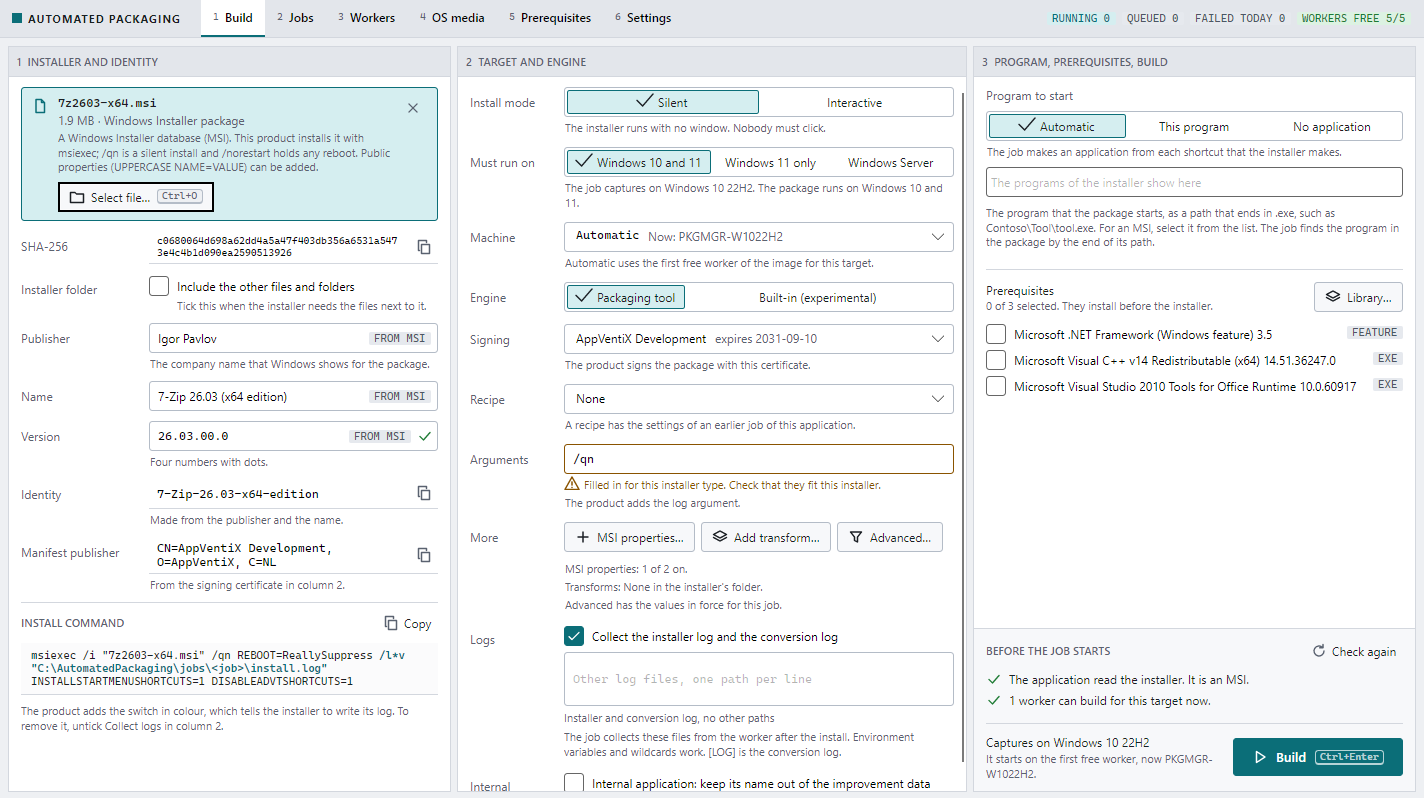 AUTOMATED PACKAGING
1 Build
2 Jobs
3 Workers
4 OS media
5 Prerequisites
6 Settings
RUNNING 0
QUEUED 0
FAILED TODAY 0
WORKERS FREE 5/5
1 INSTALLER AND IDENTITY
7z2603-x64.msi
1.9 MB · Windows Installer package
A Windows Installer database (MSI). This product installs it with
msiexec; /qn is a silent install and /norestart holds any reboot. Public
properties (UPPERCASE NAME=VALUE) can be added.
Select file... Ctrl+O
SHA-256
c0680064d698a62dd4a5a47f403db356a6531a547
3e4c4b1d090ea2590513926
Installer folder
Include the other files and folders
Tick this when the installer needs the files next to it.
Publisher
Igor Pavlov FROM MSI
The company name that Windows shows for the package.
Name
7-Zip 26.03 (x64 edition) FROM MSI
Version
26.03.00.0 FROM MSI
Four numbers with dots.
Identity
7-Zip-26.03-x64-edition
Made from the publisher and the name.
Manifest publisher
CN=AppVentiX Development,
O=AppVentiX, C=NL
From the signing certificate in column 2.
INSTALL COMMAND
Copy
msiexec /i "7z2603-x64.msi" /qn REBOOT=ReallySuppress /l*v
"C:\AutomatedPackaging\jobs\<job>\install.log"
INSTALLSTARTMENUSHORTCUTS=1 DISABLEADVTSHORTCUTS=1
The product adds the switch in colour, which tells the installer to write its log. To
remove it, untick Collect logs in column 2.
2 TARGET AND ENGINE
Install mode
Silent
Interactive
The installer runs with no window. Nobody must click.
Must run on
Windows 10 and 11
Windows 11 only
Windows Server
The job captures on Windows 10 22H2. The package runs on Windows 10 and
11.
Machine
Automatic Now: PKGMGR-W1022H2
Automatic uses the first free worker of the image for this target.
Engine
Packaging tool
Built-in (experimental)
Signing
AppVentiX Development expires 2031-09-10
The product signs the package with this certificate.
Recipe
None
A recipe has the settings of an earlier job of this application.
Arguments
/qn
Filled in for this installer type. Check that they fit this installer.
The product adds the log argument.
More
MSI properties...
Add transform...
Advanced...
MSI properties: 1 of 2 on.
Transforms: None in the installer's folder.
Advanced has the values in force for this job.
Logs
Collect the installer log and the conversion log
Other log files, one path per line
Installer and conversion log, no other paths
The job collects these files from the worker after the install. Environment
variables and wildcards work. [LOG] is the conversion log.
Internal
Internal application: keep its name out of the improvement data
3 PROGRAM, PREREQUISITES, BUILD
Program to start
Automatic
This program
No application
The job makes an application from each shortcut that the installer makes.
The programs of the installer show here
The program that the package starts, as a path that ends in .exe, such as
Contoso\Tool\tool.exe. For an MSI, select it from the list. The job finds the program in
the package by the end of its path.
Prerequisites
0 of 3 selected. They install before the installer.
Library...
Microsoft .NET Framework (Windows feature) 3.5 FEATURE
Microsoft Visual C++ v14 Redistributable (x64) 14.51.36247.0 EXE
Microsoft Visual Studio 2010 Tools for Office Runtime 10.0.60917 EXE
BEFORE THE JOB STARTS
Check again
The application read the installer. It is an MSI.
1 worker can build for this target now.
Captures on Windows 10 22H2
It starts on the first free worker, now PKGMGR-
W1022H2.
Build Ctrl+Enter